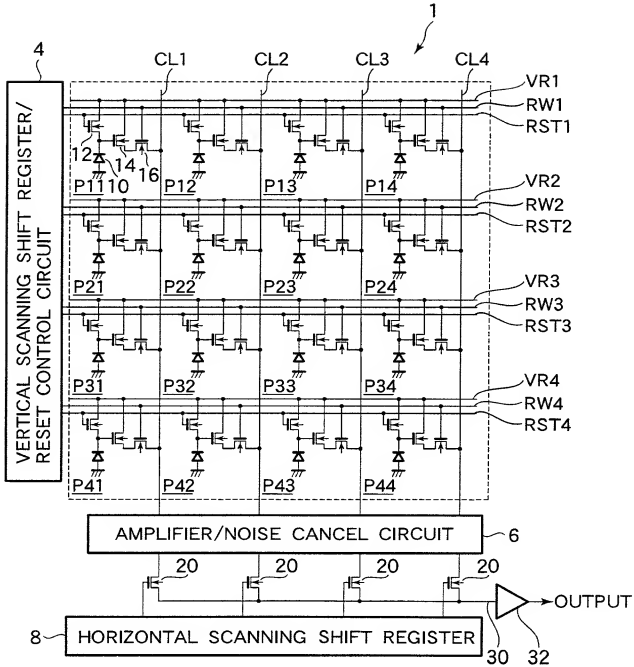 1
4
CL1 CL2 CL3 CL4
VERTICAL SCANNING SHIFT REGISTER/
RESET CONTROL CIRCUIT
VR1
RW1
RST1
12 14 16
10
P11 P12 P13 P14
VR2
RW2
RST2
P21 P22 P23 P24
VR3
RW3
RST3
P31 P32 P33 P34
VR4
RW4
RST4
P41 P42 P43 P44
AMPLIFIER/NOISE CANCEL CIRCUIT
6
20 20 20 20
OUTPUT
30 32
8
HORIZONTAL SCANNING SHIFT REGISTER